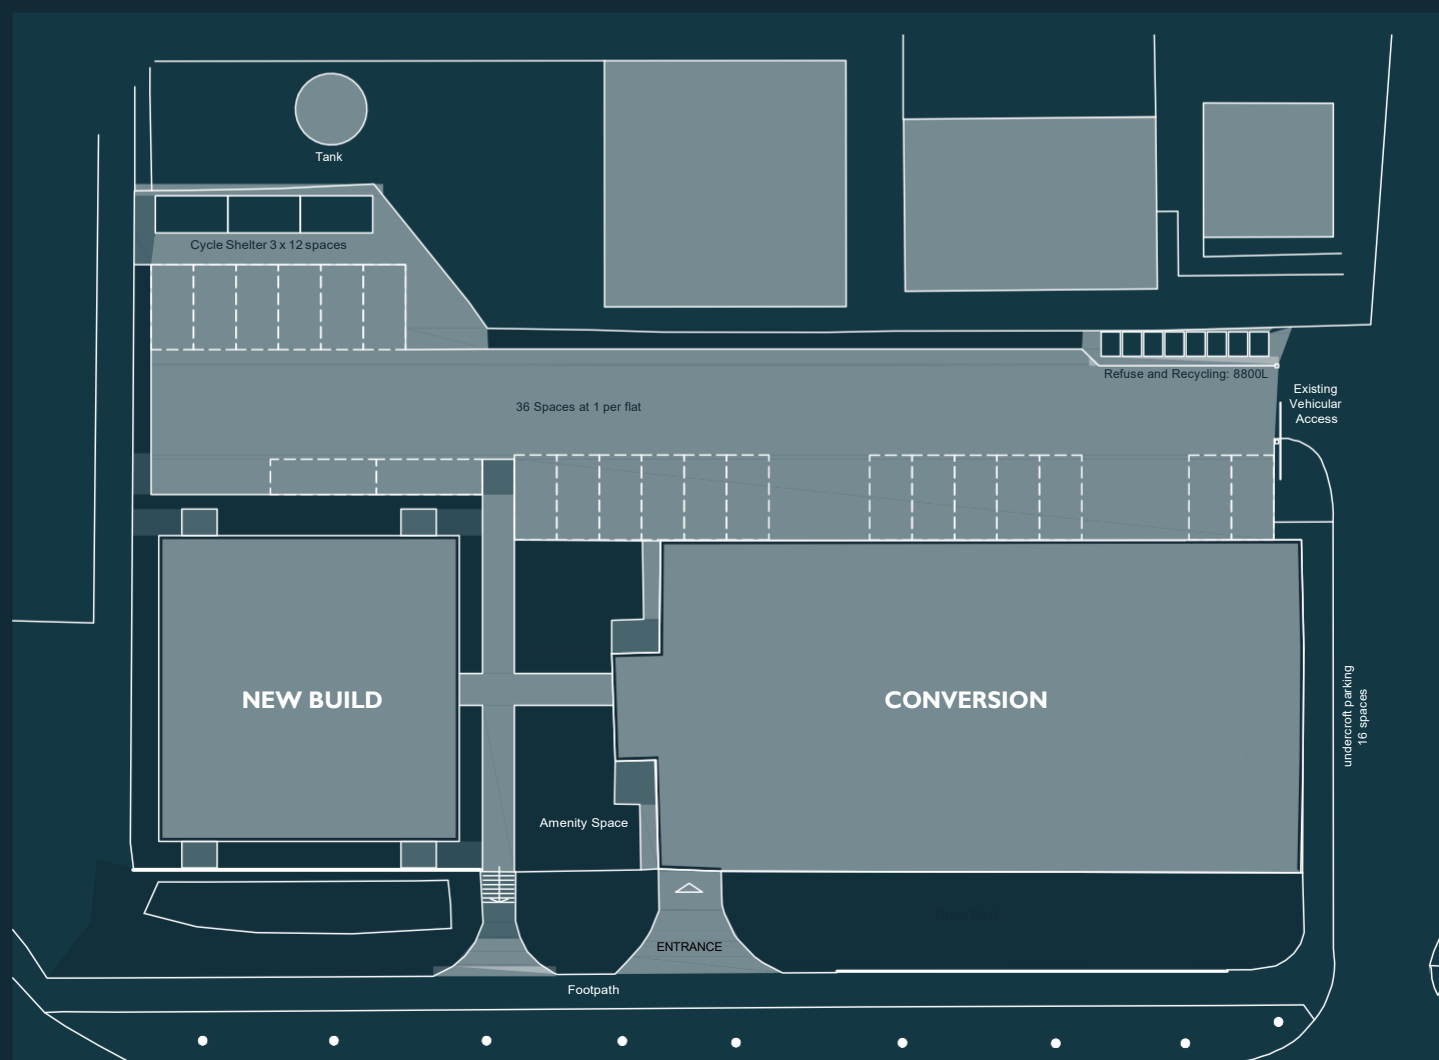 Tank
Cycle Shelter 3 x 12 spaces
Refuse and Recycling: 8800L
Existing
Vehicular
Access
36 Spaces at 1 per flat
NEW BUILD
CONVERSION
undercroft parking
16 spaces
Amenity Space
ENTRANCE
Footpath